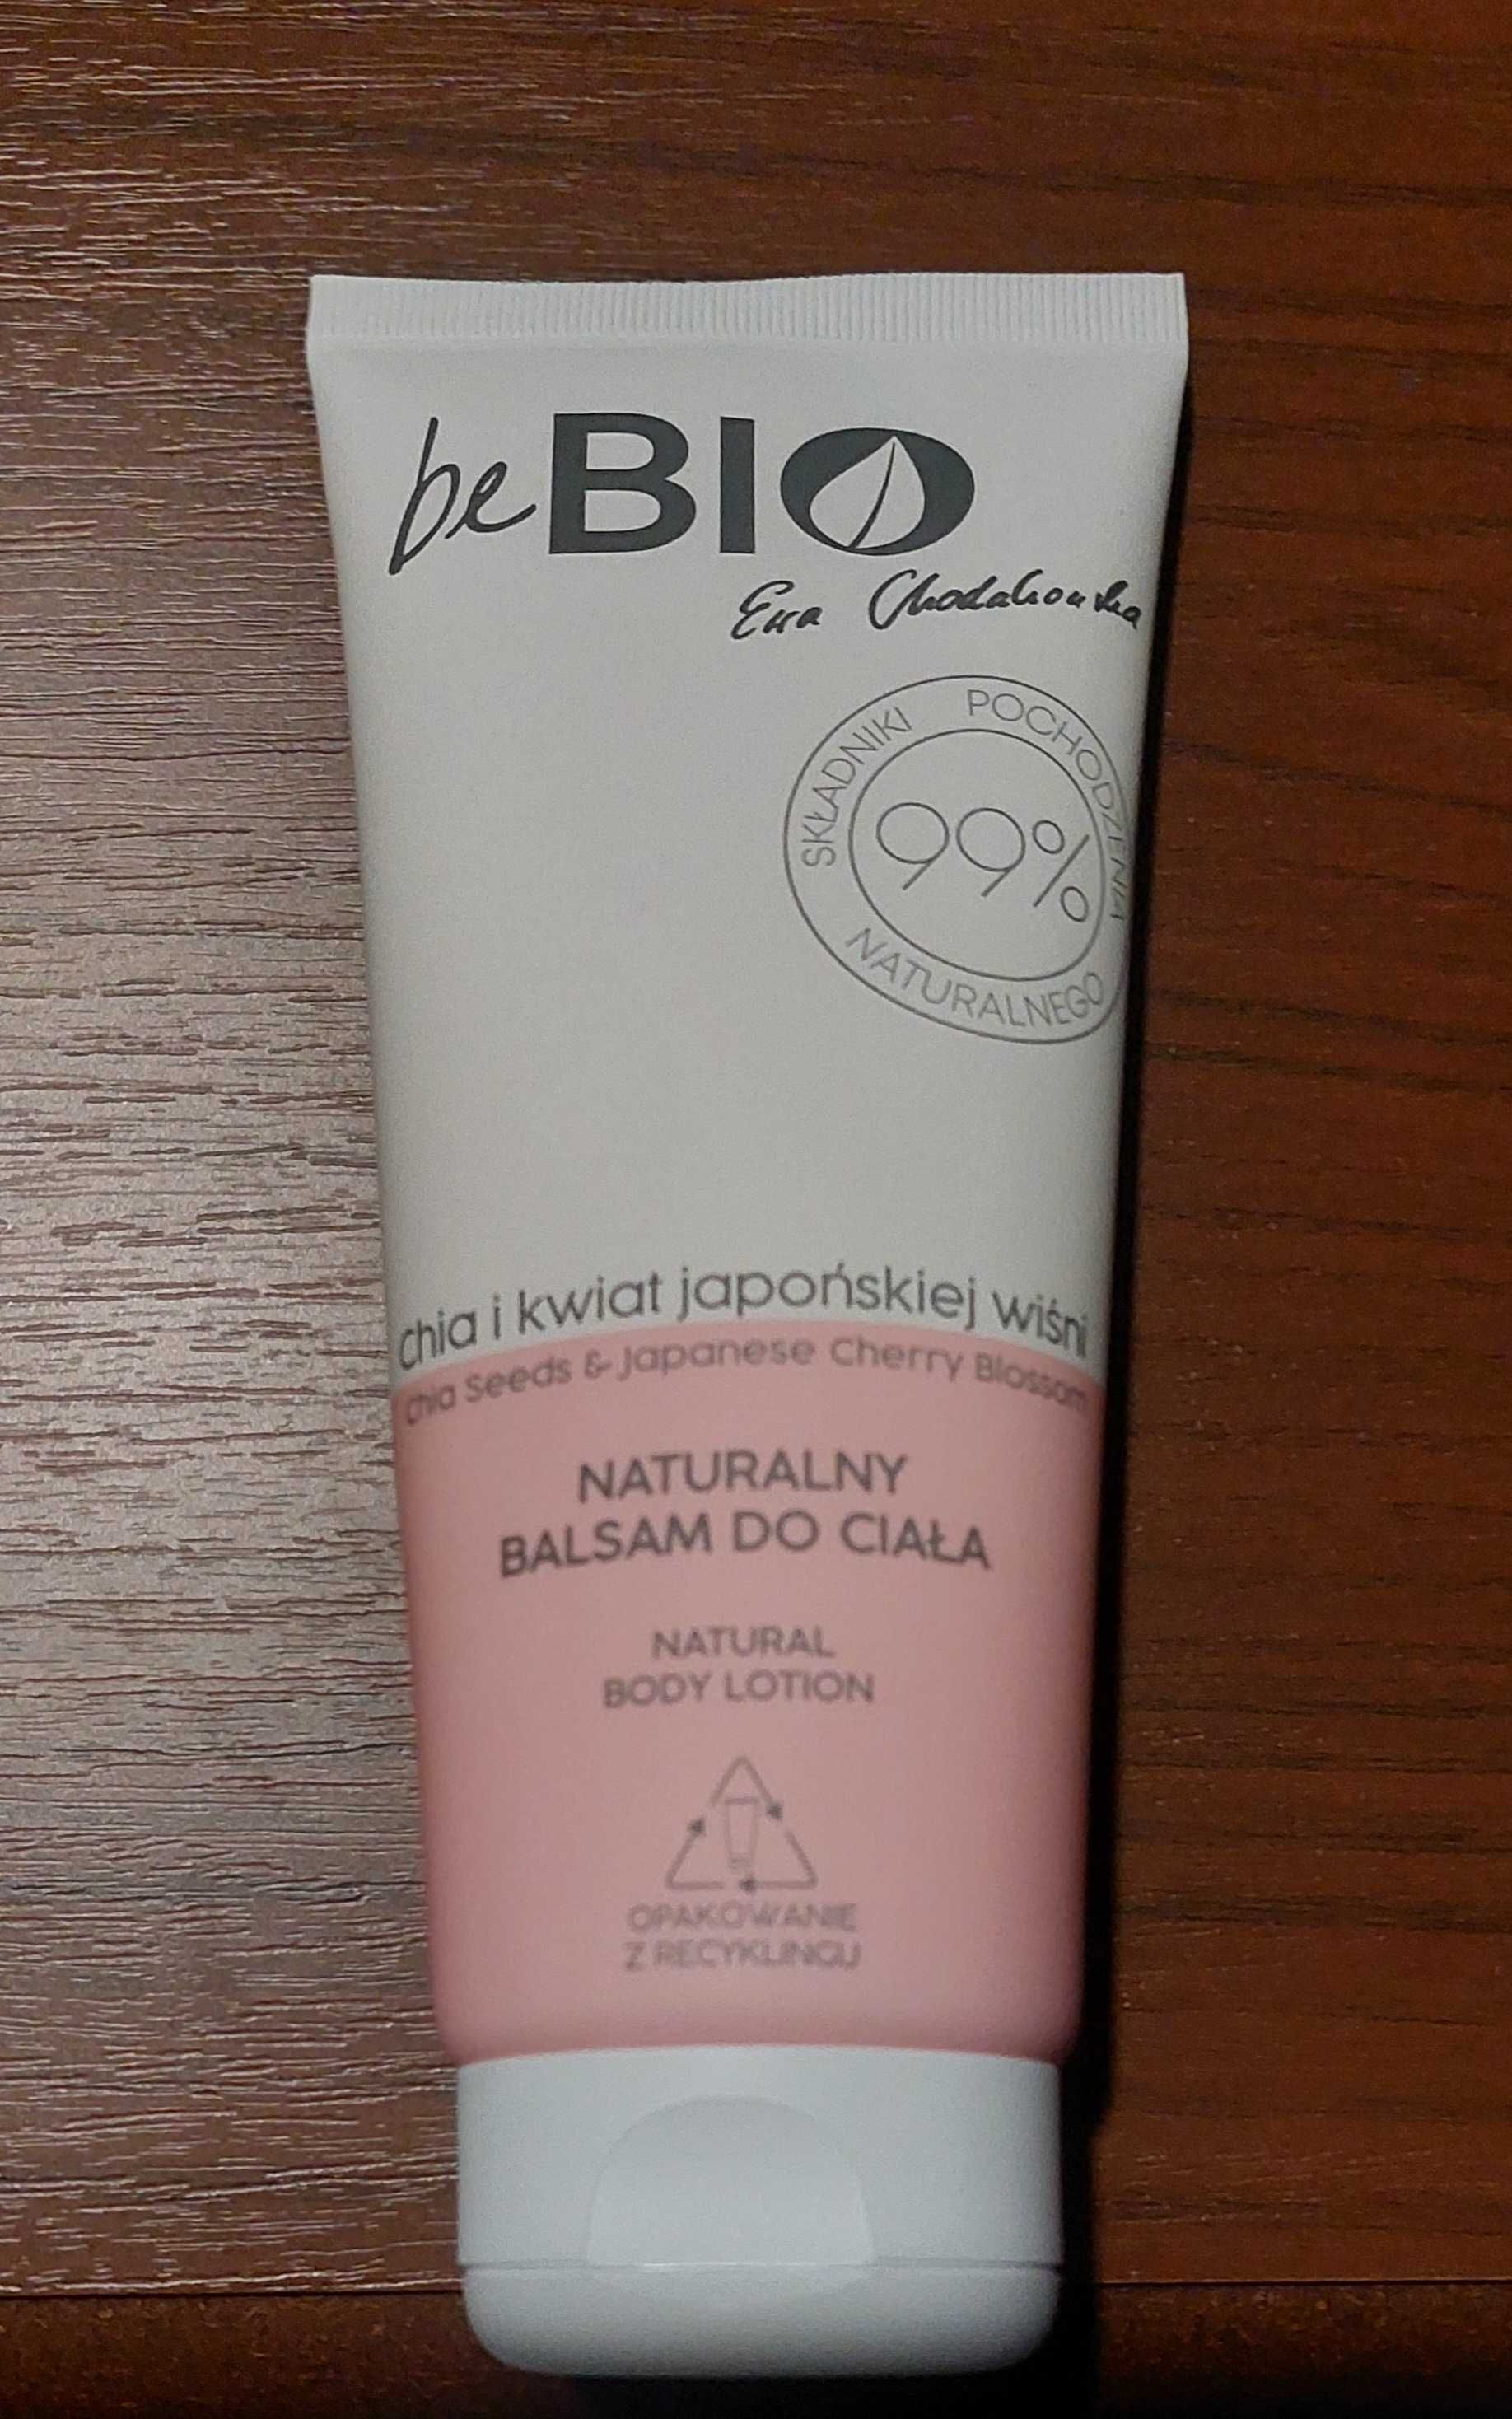 beBIO
Ewa Chodakowska
SKŁADNIKI POCHODZENIA
99%
NATURALNEGO
chia i kwiat japońskiej wiśni
Chia Seeds & Japanese Cherry Blossom
NATURALNY
BALSAM DO CIAŁA
NATURAL
BODY LOTION
OPAKOWANIE
Z RECYKLINGU